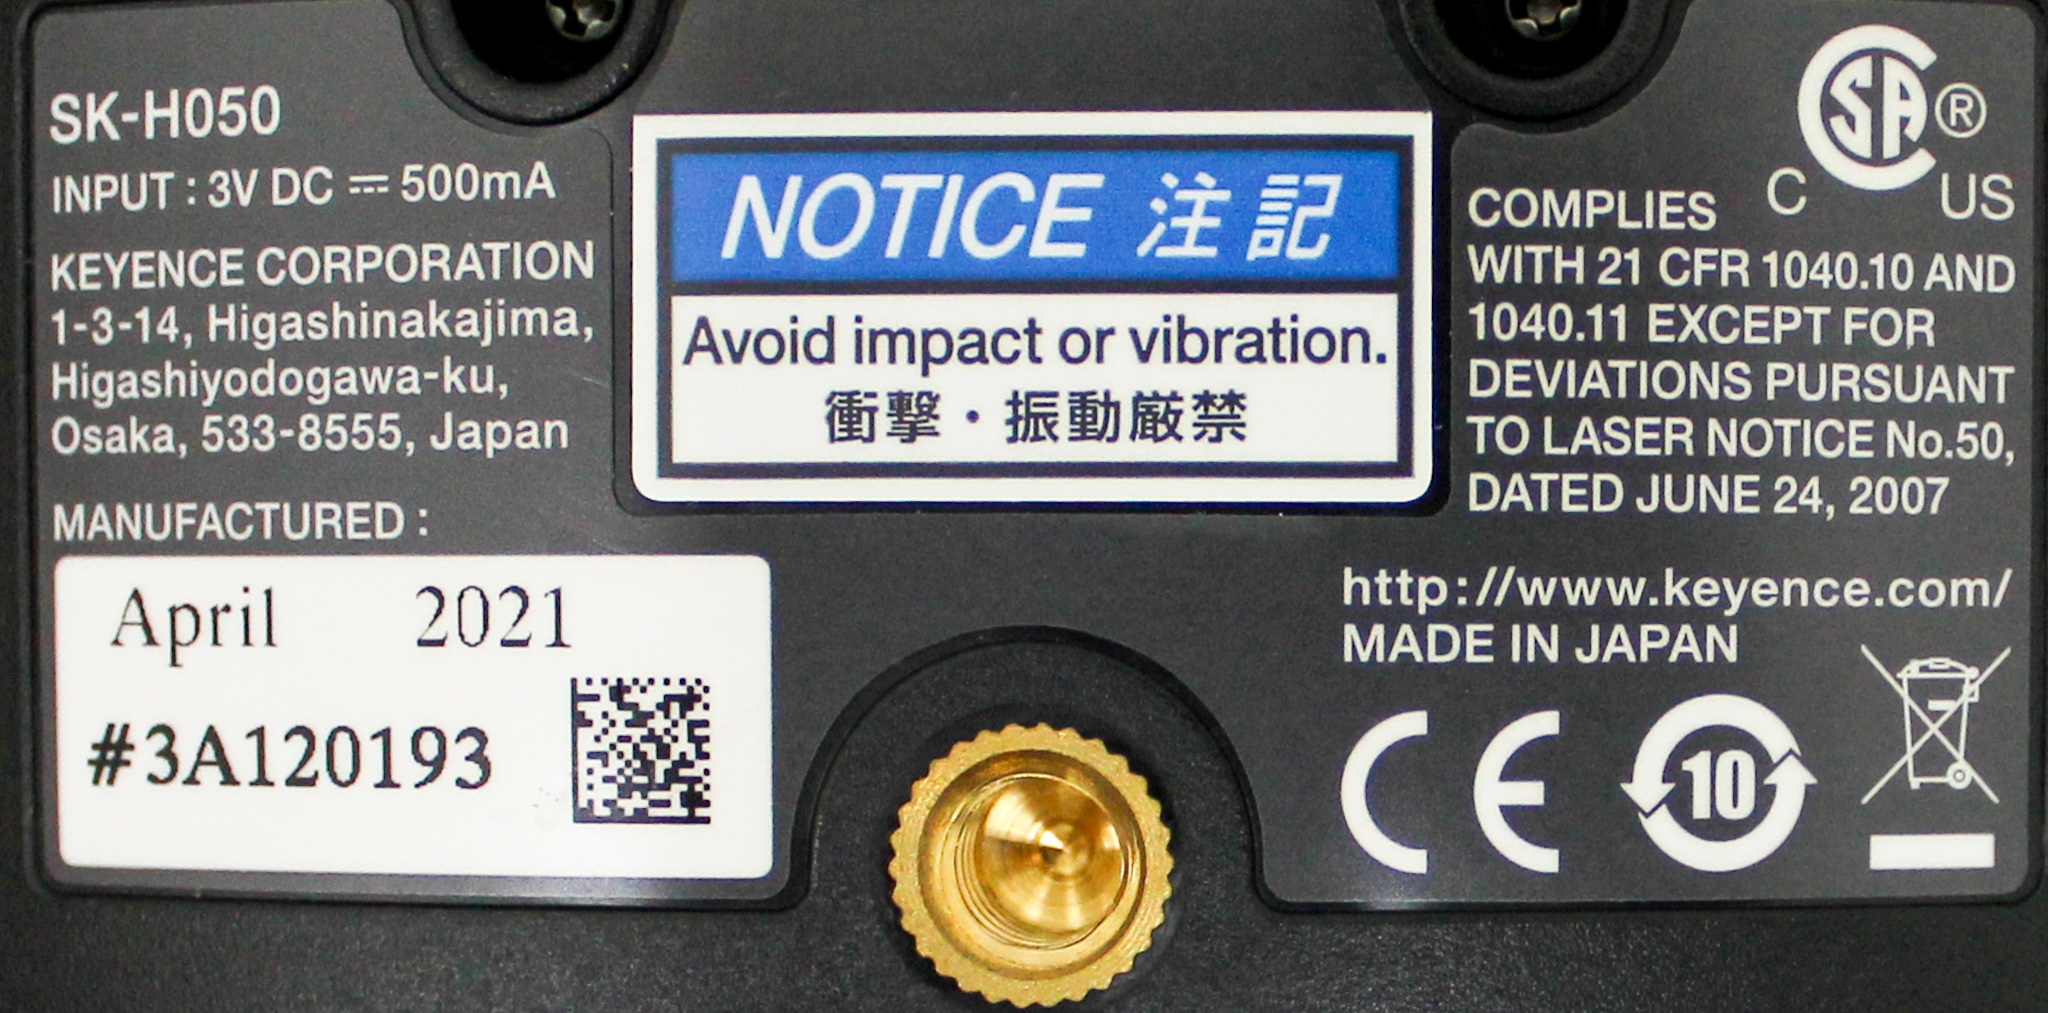 SK-H050
INPUT : 3V DC ⎓ 500mA
KEYENCE CORPORATION
1-3-14, Higashinakajima,
Higashiyodogawa-ku,
Osaka, 533-8555, Japan
MANUFACTURED :
April 2021
#3A120193
NOTICE 注記
Avoid impact or vibration.
衝撃・振動厳禁
CSA ®
C US
COMPLIES
WITH 21 CFR 1040.10 AND
1040.11 EXCEPT FOR
DEVIATIONS PURSUANT
TO LASER NOTICE No.50,
DATED JUNE 24, 2007
http://www.keyence.com/
MADE IN JAPAN
CE 10